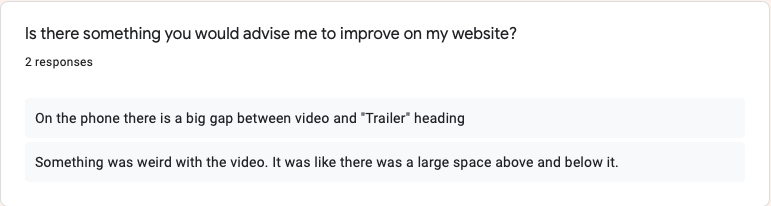 Is there something you would advise me to improve on my website?
2 responses
On the phone there is a big gap between video and "Trailer" heading
Something was weird with the video. It was like there was a large space above and below it.